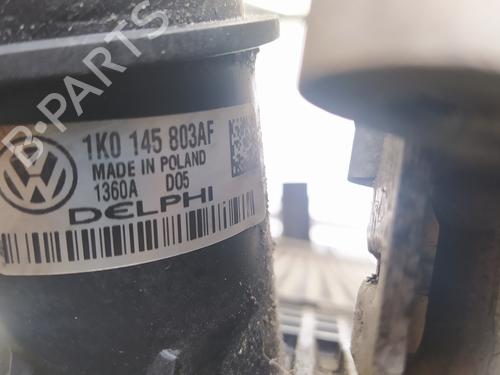 B-PARTS
1K0 145 803AF
MADE IN POLAND
1360A D05
DELPHI